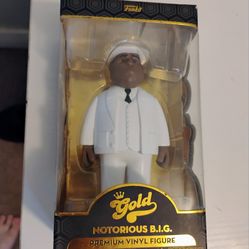 Funko
Gold
NOTORIOUS B.I.G.
PREMIUM VINYL FIGURE